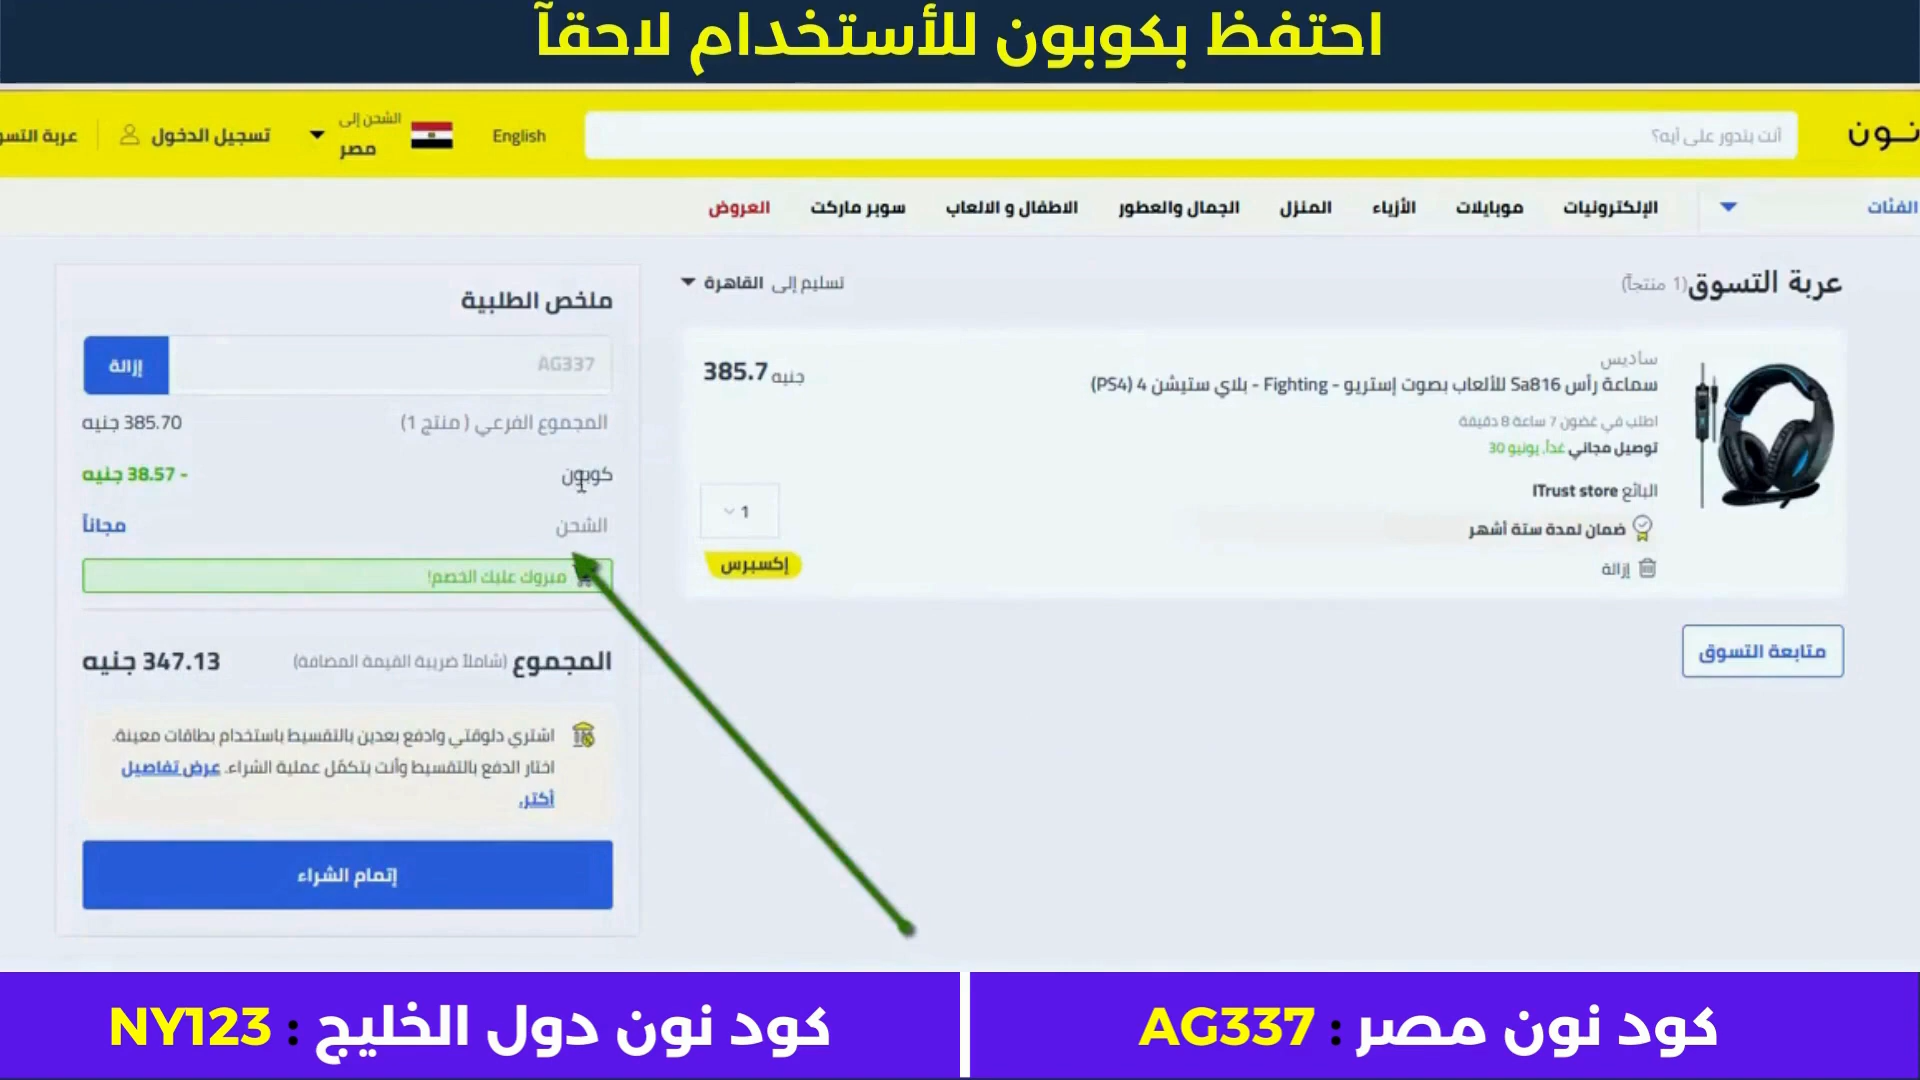 احتفظ بكوبون للأستخدام لاحقآ
نون
أنت بتدور على أيه؟
English
الشحن إلى
مصر
تسجيل الدخول
عربة التسو
الفئات
الإلكترونيات
موبايلات
الأزياء
المنزل
الجمال والعطور
الاطفال و الالعاب
سوبر ماركت
العروض
عربة التسوق (1 منتجاً)
تسليم إلى القاهرة
ساديس
سماعة رأس Sa816 للألعاب بصوت إستريو - Fighting - بلاي ستيشن 4 (PS4)
جنيه 385.7
اطلب في غضون 7 ساعة 8 دقيقة
توصيل مجاني غداً, يونيو 30
البائع ITrust store
ضمان لمدة ستة أشهر
إزالة
1
إكسبرس
متابعة التسوق
ملخص الطلبية
AG337
إزالة
المجموع الفرعي ( منتج 1) 385.70 جنيه
كوبون - 38.57 جنيه
الشحن مجاناً
مبروك عليك الخصم!
المجموع (شاملاً ضريبة القيمة المضافة) 347.13 جنيه
اشتري دلوقتي وادفع بعدين بالتقسيط باستخدام بطاقات معينة.
اختار الدفع بالتقسيط وأنت بتكمّل عملية الشراء. عرض تفاصيل
أكتر.
إتمام الشراء
كود نون مصر : AG337
كود نون دول الخليج : NY123